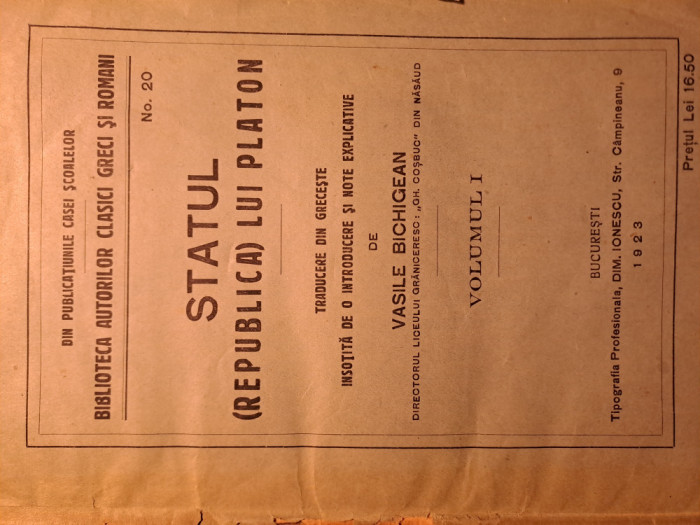 DIN PUBLICAȚIUNILE CASEI ȘCOALELOR
BIBLIOTECA AUTORILOR CLASICI GRECI ȘI ROMANI
No. 20
STATUL
(REPUBLICA) LUI PLATON
TRADUCERE DIN GRECEȘTE
INSOȚITĂ DE O INTRODUCERE ȘI NOTE EXPLICATIVE
DE
VASILE BICHIGEAN
DIRECTORUL LICEULUI GRĂNICERESC: „GH. COȘBUC" DIN NĂSĂUD
VOLUMUL I
BUCUREȘTI
Tipografia Profesionala, DIM. IONESCU, Str. Câmpineanu, 9
1923
Prețul Lei 16.50